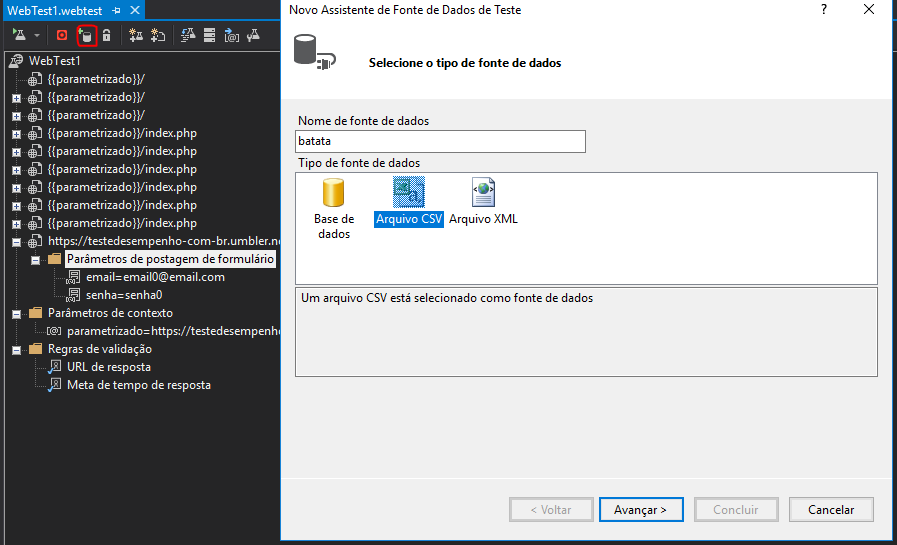 WebTest1.webtest
WebTest1
{{parametrizado}}/
{{parametrizado}}/
{{parametrizado}}/
{{parametrizado}}/index.php
{{parametrizado}}/index.php
{{parametrizado}}/index.php
{{parametrizado}}/index.php
{{parametrizado}}/index.php
{{parametrizado}}/index.php
https://testedesempenho-com-br.umbler.ne
Parâmetros de postagem de formulário
email=email0@email.com
senha=senha0
Parâmetros de contexto
parametrizado=https://testedesempenho
Regras de validação
URL de resposta
Meta de tempo de resposta
Novo Assistente de Fonte de Dados de Teste
?
Selecione o tipo de fonte de dados
Nome de fonte de dados
batata
Tipo de fonte de dados
Base de
dados
Arquivo CSV
Arquivo XML
Um arquivo CSV está selecionado como fonte de dados
< Voltar
Avançar >
Concluir
Cancelar